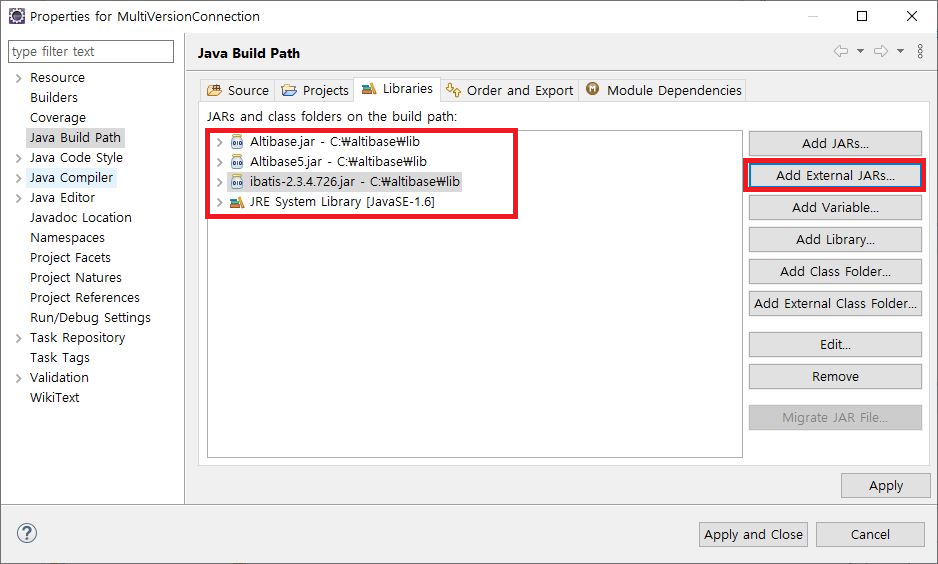 Properties for MultiVersionConnection
type filter text
Resource
Builders
Coverage
Java Build Path
Java Code Style
Java Compiler
Java Editor
Javadoc Location
Namespaces
Project Facets
Project Natures
Project References
Run/Debug Settings
Task Repository
Task Tags
Validation
WikiText
Java Build Path
Source
Projects
Libraries
Order and Export
Module Dependencies
JARs and class folders on the build path:
Altibase.jar - C:₩altibase₩lib
Altibase5.jar - C:₩altibase₩lib
ibatis-2.3.4.726.jar - C:₩altibase₩lib
JRE System Library [JavaSE-1.6]
Add JARs...
Add External JARs...
Add Variable...
Add Library...
Add Class Folder...
Add External Class Folder...
Edit...
Remove
Migrate JAR File...
Apply
Apply and Close
Cancel